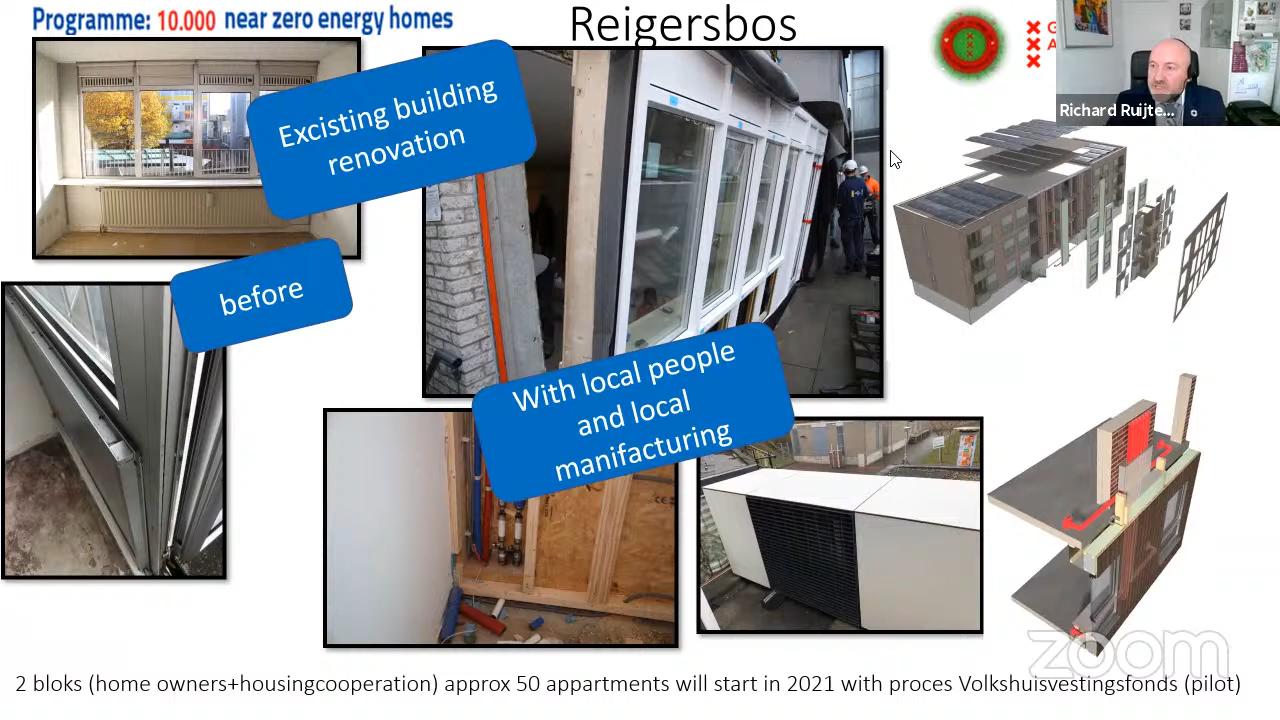 Programme: 10.000 near zero energy homes
Reigersbos
G
A
Richard Ruijte...
Excisting building
renovation
before
With local people
and local
manifacturing
zoom
2 bloks (home owners+housingcooperation) approx 50 appartments will start in 2021 with proces Volkshuisvestingsfonds (pilot)